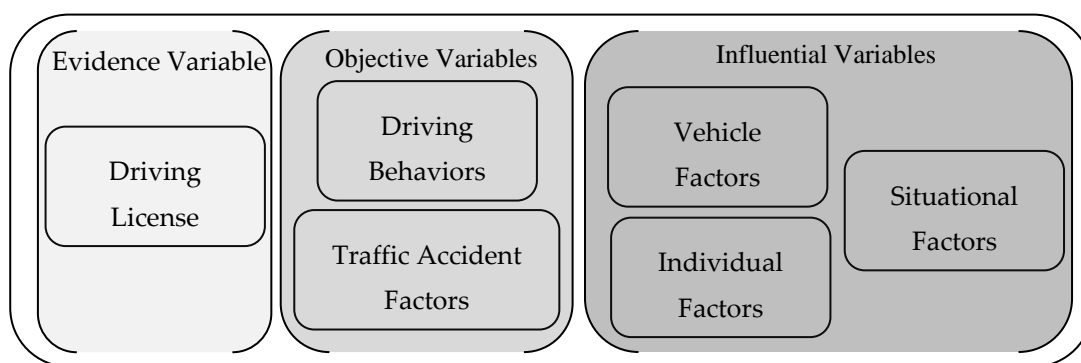 Evidence Variable
Driving
License
Objective Variables
Driving
Behaviors
Traffic Accident
Factors
Influential Variables
Vehicle
Factors
Individual
Factors
Situational
Factors